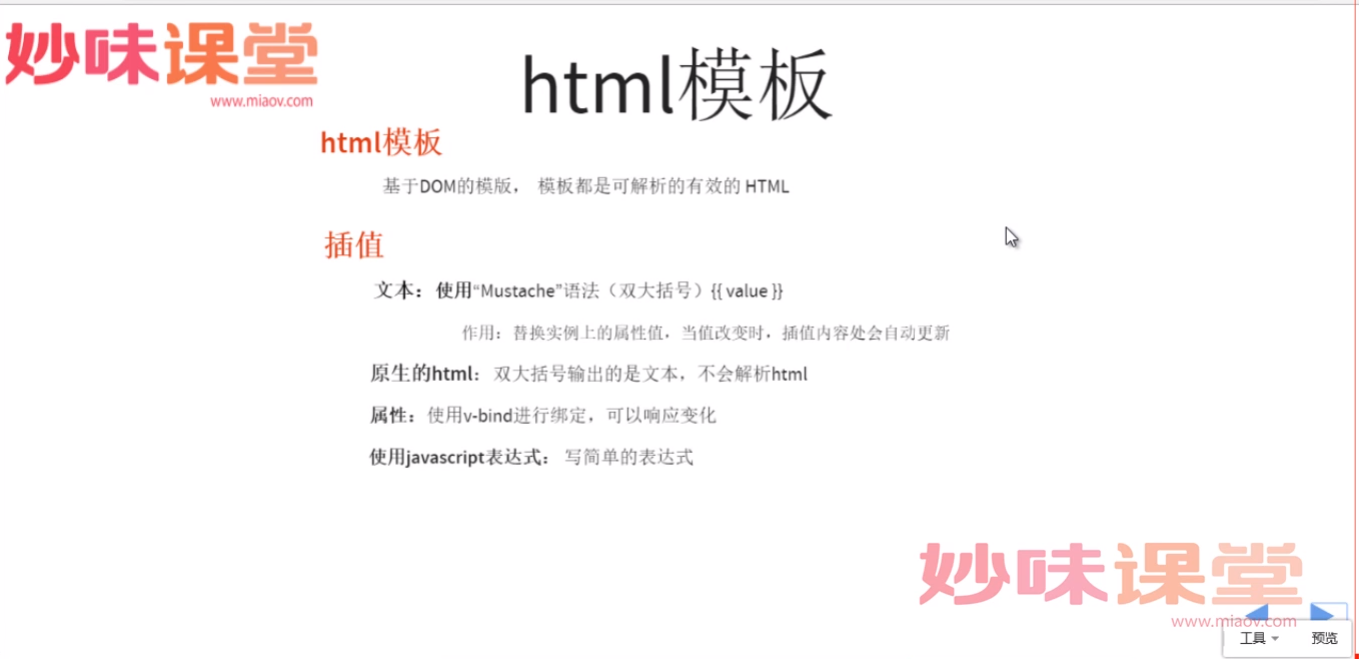 妙味课堂
www.miaov.com
html模板
html模板
基于DOM的模版， 模板都是可解析的有效的 HTML
插值
文本：使用“Mustache”语法（双大括号）{{ value }}
作用：替换实例上的属性值，当值改变时，插值内容处会自动更新
原生的html：双大括号输出的是文本，不会解析html
属性：使用v-bind进行绑定，可以响应变化
使用javascript表达式： 写简单的表达式
妙味课堂
www.miaov.com
工具 预览